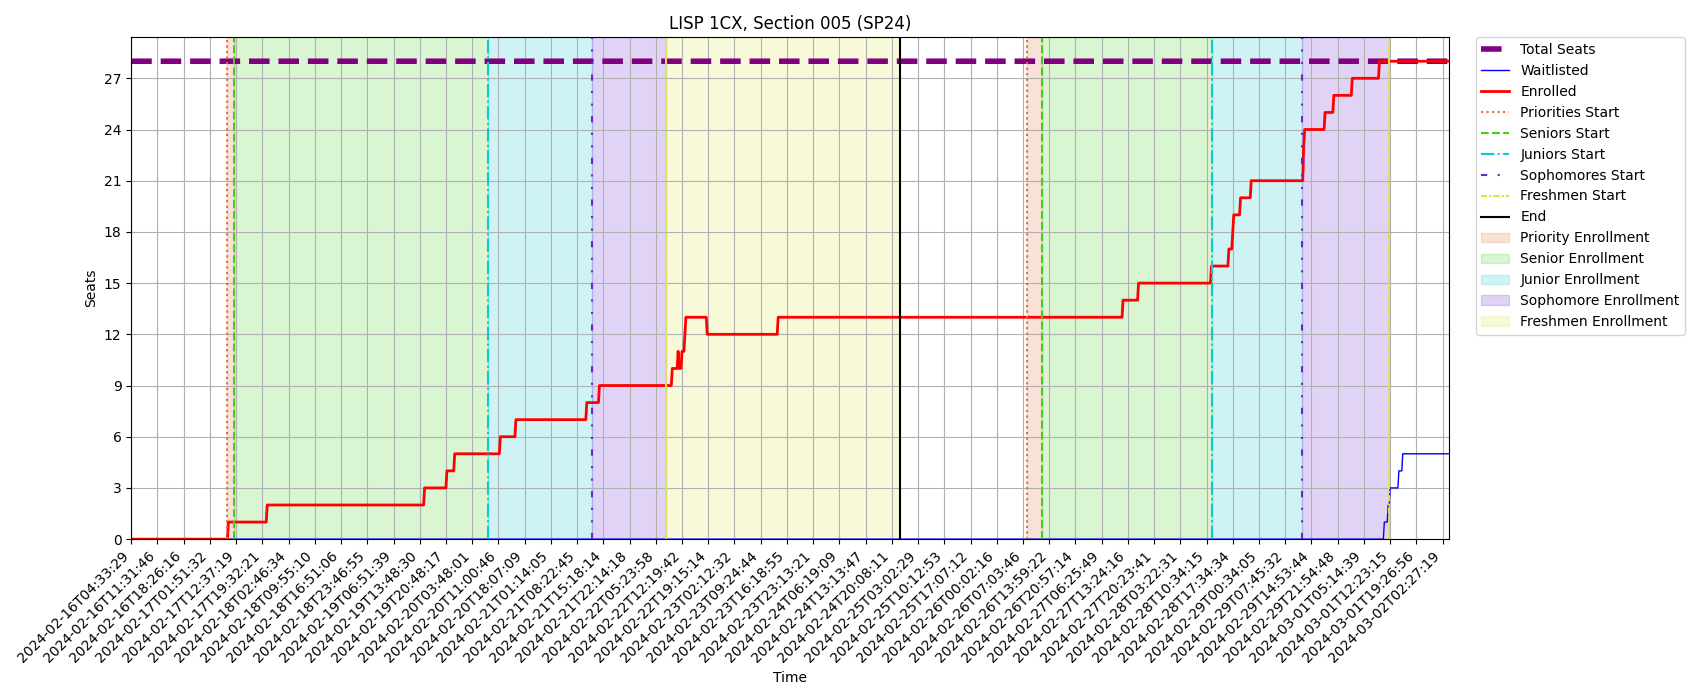 LISP 1CX, Section 005 (SP24)
Total Seats
Waitlisted
Enrolled
Priorities Start
Seniors Start
Juniors Start
Sophomores Start
Freshmen Start
End
Priority Enrollment
Senior Enrollment
Junior Enrollment
Sophomore Enrollment
Freshmen Enrollment
Seats
27
24
21
18
15
12
9
6
3
0
2024-02-16T04:33:29
2024-02-16T11:31:46
2024-02-16T18:26:16
2024-02-17T01:51:32
2024-02-17T12:37:19
2024-02-17T19:32:21
2024-02-18T02:46:34
2024-02-18T09:55:10
2024-02-18T16:51:06
2024-02-18T23:46:55
2024-02-19T06:51:39
2024-02-19T13:48:30
2024-02-19T20:48:17
2024-02-20T03:48:01
2024-02-20T11:00:46
2024-02-20T18:07:09
2024-02-21T01:14:05
2024-02-21T08:22:45
2024-02-21T15:18:14
2024-02-21T22:14:18
2024-02-22T05:23:58
2024-02-22T12:19:42
2024-02-22T19:15:14
2024-02-23T02:12:32
2024-02-23T09:24:44
2024-02-23T16:18:55
2024-02-23T23:13:21
2024-02-24T06:19:09
2024-02-24T13:13:47
2024-02-24T20:08:11
2024-02-25T03:02:29
2024-02-25T10:12:53
2024-02-25T17:07:12
2024-02-26T00:02:16
2024-02-26T07:03:46
2024-02-26T13:59:22
2024-02-26T20:57:14
2024-02-27T06:25:49
2024-02-27T13:24:16
2024-02-27T20:23:41
2024-02-28T03:22:31
2024-02-28T10:34:15
2024-02-28T17:34:34
2024-02-29T00:34:05
2024-02-29T07:45:32
2024-02-29T14:53:44
2024-02-29T21:54:48
2024-03-01T05:14:39
2024-03-01T12:23:15
2024-03-01T19:26:56
2024-03-02T02:27:19
Time